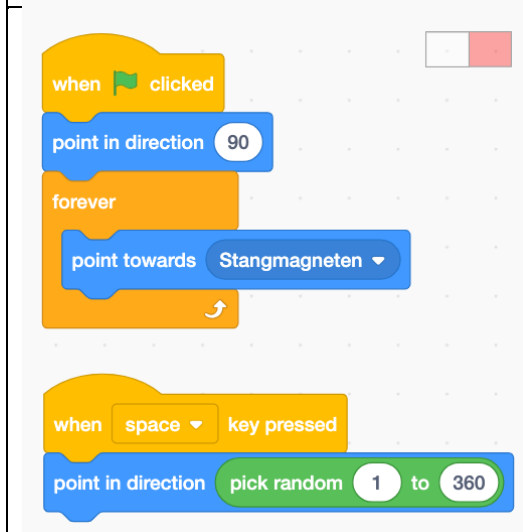 when clicked
point in direction 90
forever
point towards Stangmagneten
when space key pressed
point in direction pick random 1 to 360